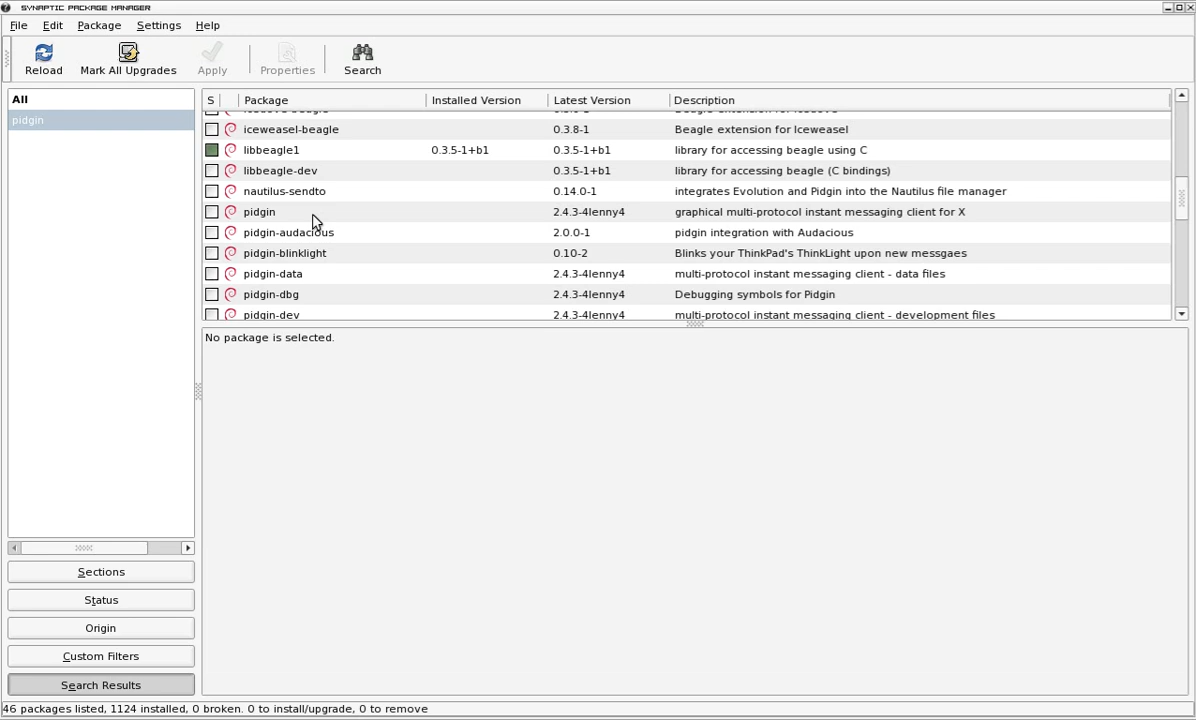 SYNAPTIC PACKAGE MANAGER
File Edit Package Settings Help
Reload Mark All Upgrades Apply Properties Search
All
pidgin
S Package Installed Version Latest Version Description
iceweasel-beagle 0.3.8-1 Beagle extension for Iceweasel
libbeagle1 0.3.5-1+b1 0.3.5-1+b1 library for accessing beagle using C
libbeagle-dev 0.3.5-1+b1 library for accessing beagle (C bindings)
nautilus-sendto 0.14.0-1 integrates Evolution and Pidgin into the Nautilus file manager
pidgin 2.4.3-4lenny4 graphical multi-protocol instant messaging client for X
pidgin-audacious 2.0.0-1 pidgin integration with Audacious
pidgin-blinklight 0.10-2 Blinks your ThinkPad's ThinkLight upon new messgaes
pidgin-data 2.4.3-4lenny4 multi-protocol instant messaging client - data files
pidgin-dbg 2.4.3-4lenny4 Debugging symbols for Pidgin
pidgin-dev 2.4.3-4lenny4 multi-protocol instant messaging client - development files
No package is selected.
Sections
Status
Origin
Custom Filters
Search Results
46 packages listed, 1124 installed, 0 broken. 0 to install/upgrade, 0 to remove